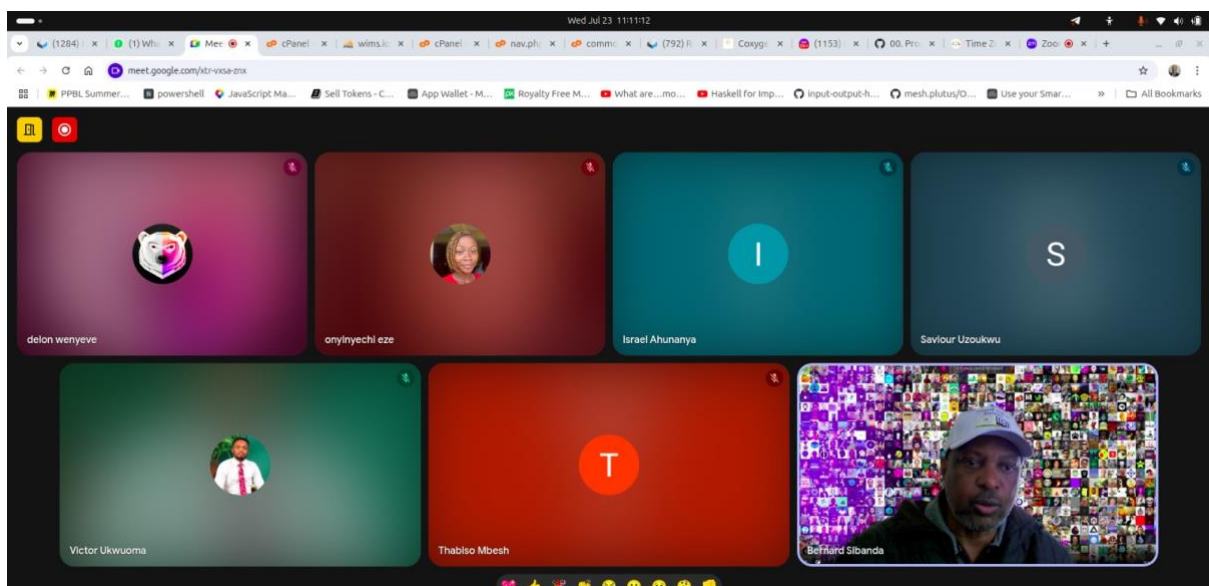 Wed Jul 23 11:11:12
(1284)
(1) Wha
Mee
cPanel
wims.ic
cPanel
nav.ph
commo
(792) R
Coxyg
(1153)
00. Pro
Time Z
Zoo
meet.google.com/xtr-vxsa-znx
PPBL Summer...
powershell
JavaScript Ma...
Sell Tokens - C...
App Wallet - M...
Royalty Free M...
What are...mo...
Haskell for Imp...
input-output-h...
mesh.plutus/O...
Use your Smar...
All Bookmarks
I
S
delon wenyeve
onyinyechi eze
Israel Ahunanya
Saviour Uzoukwu
T
Victor Ukwuoma
Thabiso Mbesh
Bernard Sibanda